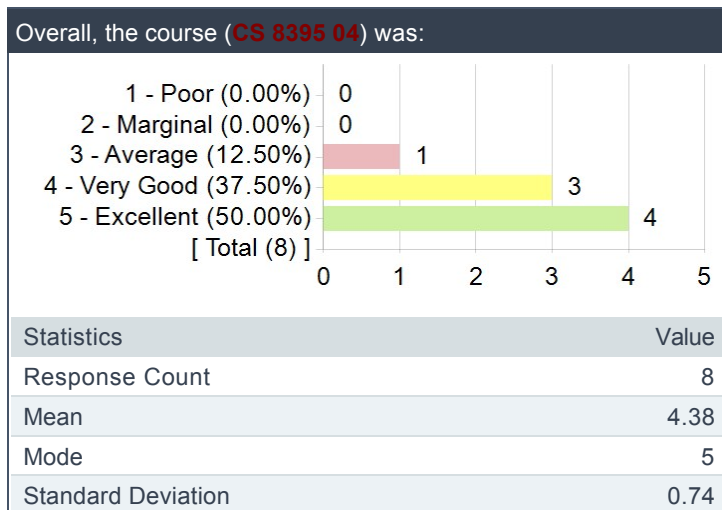 Overall, the course (CS 8395 04) was:
1 - Poor (0.00%) 0
2 - Marginal (0.00%) 0
3 - Average (12.50%) 1
4 - Very Good (37.50%) 3
5 - Excellent (50.00%) 4
[ Total (8) ]
0 1 2 3 4 5
Statistics Value
Response Count 8
Mean 4.38
Mode 5
Standard Deviation 0.74